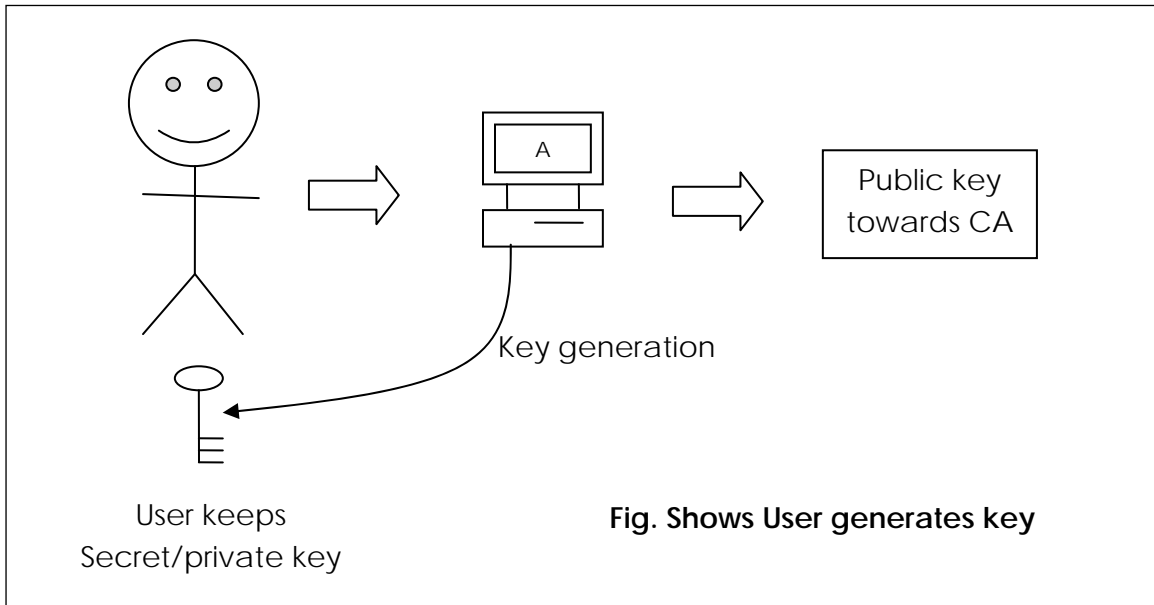 A
Public key
towards CA
Key generation
User keeps
Secret/private key
Fig. Shows User generates key